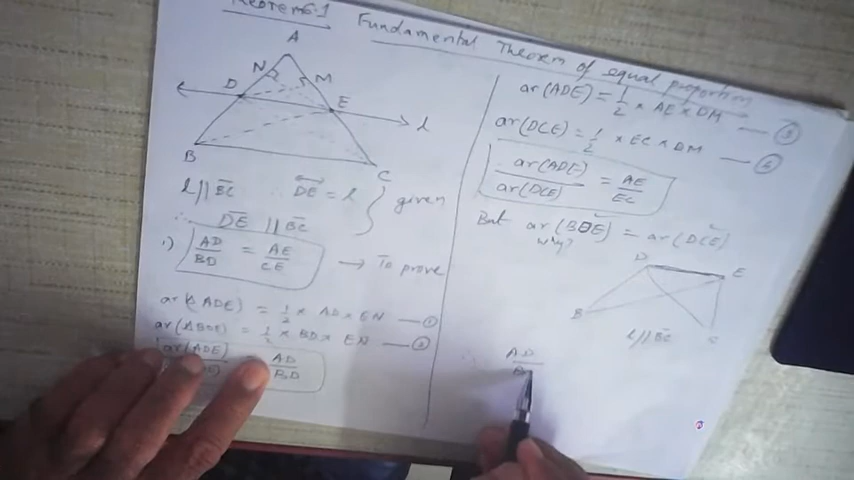 Theorem 6.1 Fundamental Theorem of equal proportion
A
N
M
D
E
l
B
C
l || BC ∴ DE = l } given
∴ DE || BC
1) AD/BD = AE/CE → To prove
ar(△ADE) = 1/2 × AD × EN — ①
ar(△BDE) = 1/2 × BD × EN — ②
ar(ADE) AD/BD
ar(ADE) = 1/2 × AE × DM — ③
ar(DCE) = 1/2 × EC × DM
ar(ADE)/ar(DCE) = AE/EC
But ar(BDE) = ar(DCE)
why?
D
E
B
C
l || BC
AD